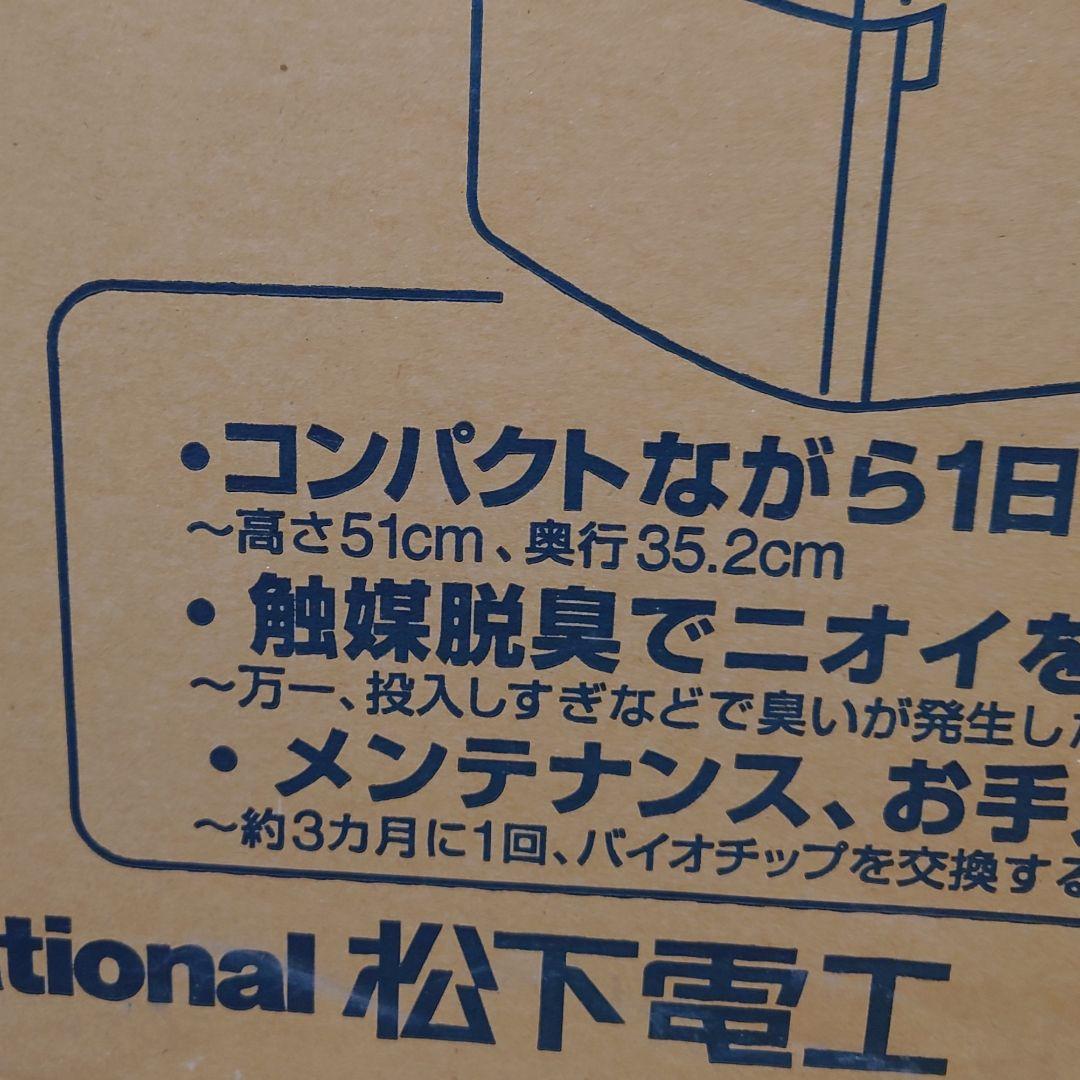 ・コンパクトながら1日
～高さ51cm、奥行35.2cm
・触媒脱臭でニオイを
～万一、投入しすぎなどで臭いが発生した
・メンテナンス、お手
～約3カ月に1回、バイオチップを交換する
tional 松下電工